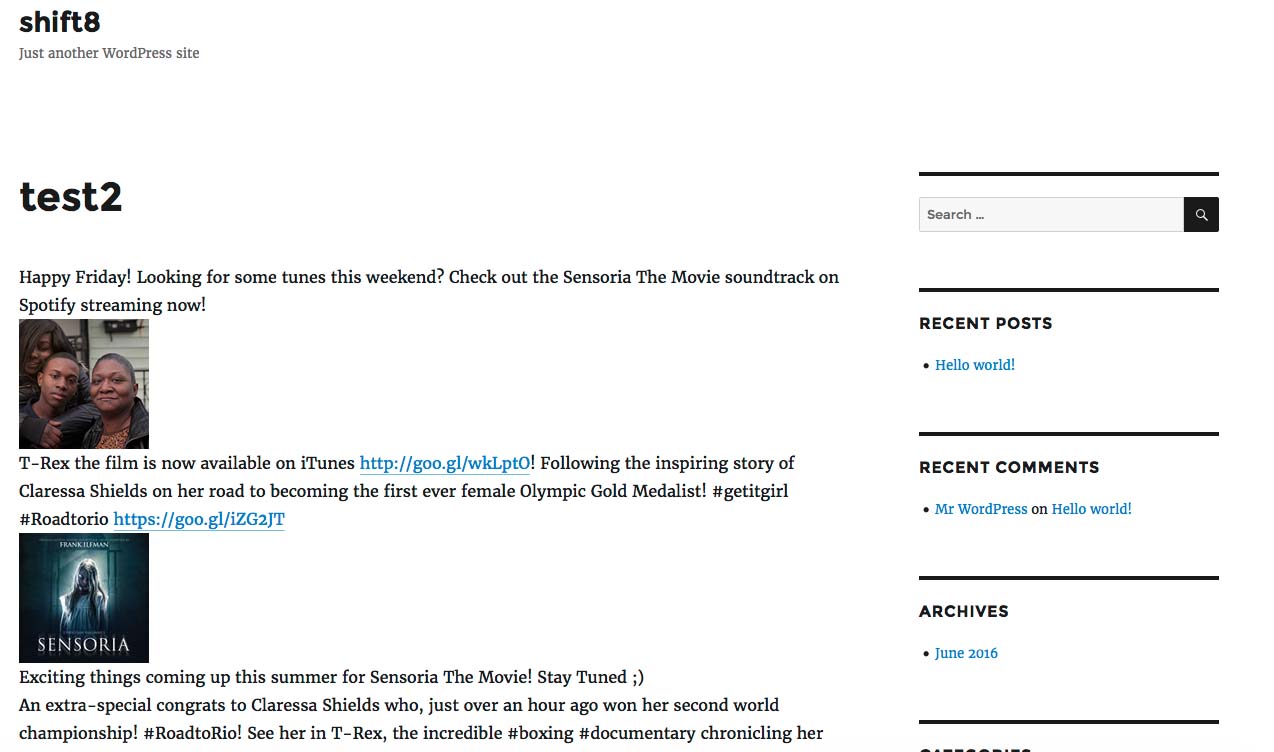 shift8
Just another WordPress site
test2
Happy Friday! Looking for some tunes this weekend? Check out the Sensoria The Movie soundtrack on
Spotify streaming now!
T-Rex the film is now available on iTunes http://goo.gl/wkLptO! Following the inspiring story of
Claressa Shields on her road to becoming the first ever female Olympic Gold Medalist! #getitgirl
#Roadtorio https://goo.gl/iZG2JT
FRANK ILFMAN
SENSORIA
Exciting things coming up this summer for Sensoria The Movie! Stay Tuned ;)
An extra-special congrats to Claressa Shields who, just over an hour ago won her second world
championship! #RoadtoRio! See her in T-Rex, the incredible #boxing #documentary chronicling her
Search ...
RECENT POSTS
Hello world!
RECENT COMMENTS
Mr WordPress on Hello world!
ARCHIVES
June 2016
CATEGORIES